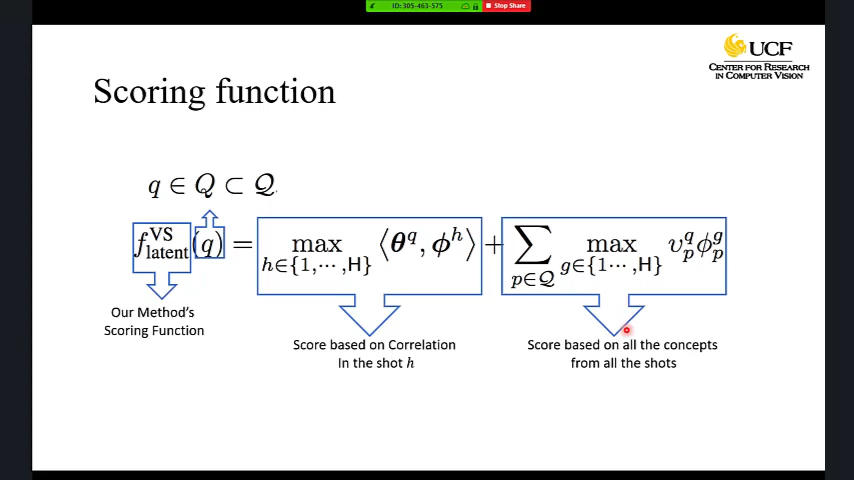 ID: 305-463-575 Stop Share
UCF
CENTER FOR RESEARCH
IN COMPUTER VISION
Scoring function
q ∈ Q ⊂ 𝒬
f^VS_latent (q) = max_{h∈{1,⋯,H}} ⟨θ^q, ϕ^h⟩ + ∑_{p∈𝒬} max_{g∈{1⋯,H}} υ^q_p ϕ^g_p
Our Method's
Scoring Function
Score based on Correlation
In the shot h
Score based on all the concepts
from all the shots